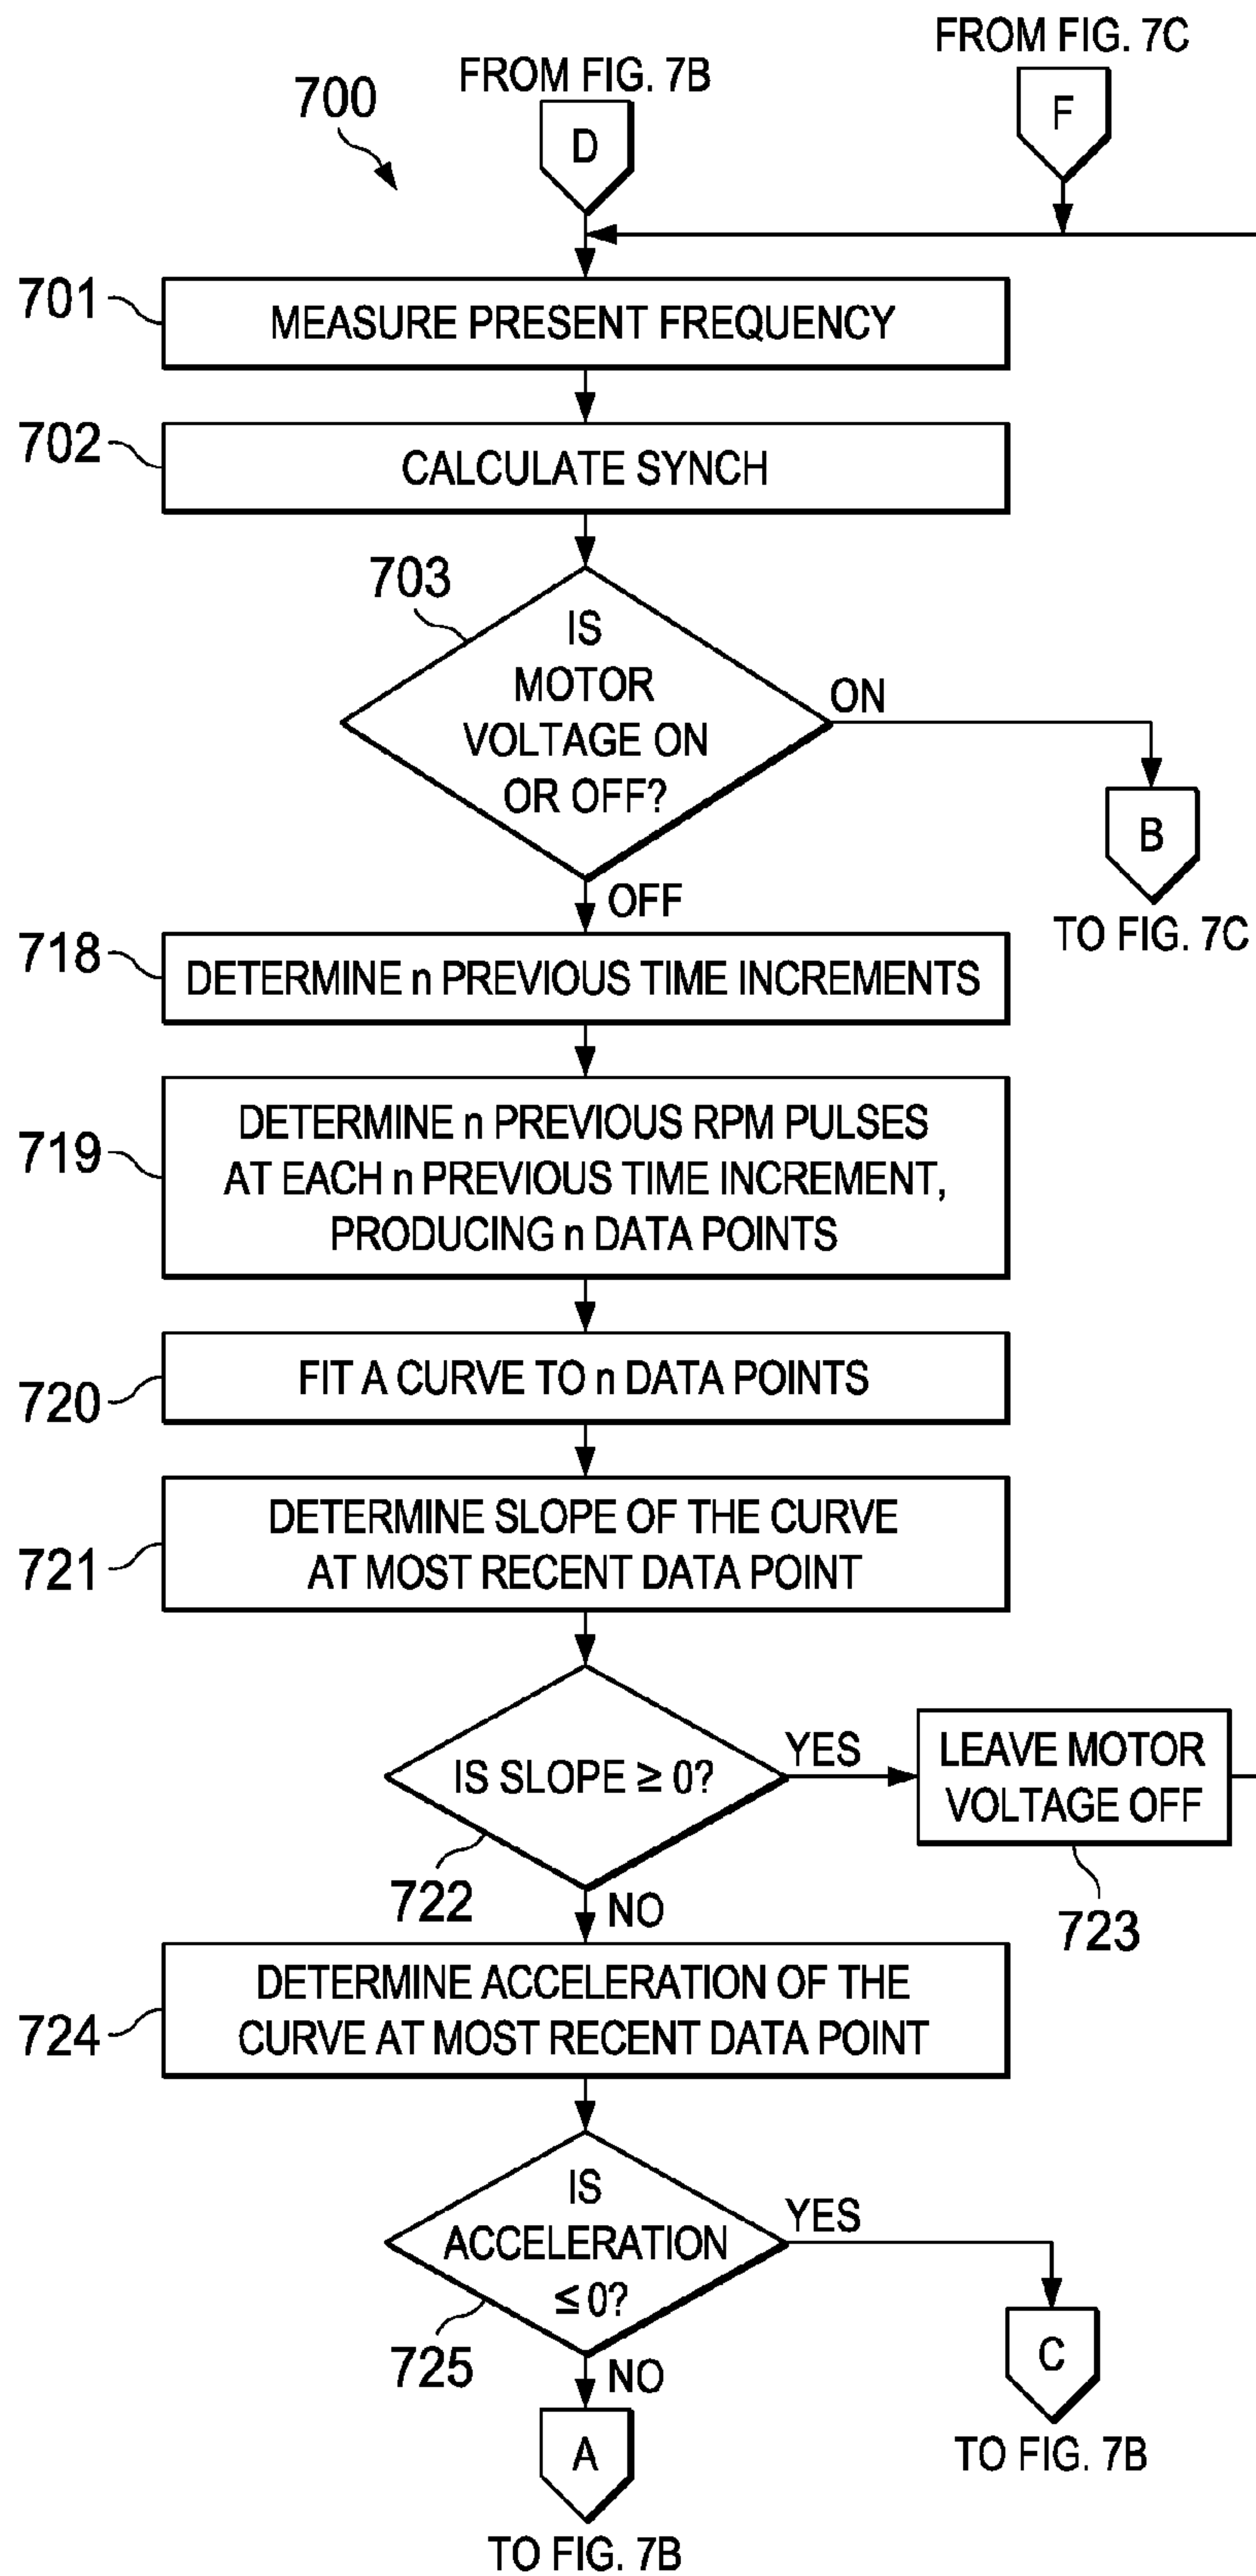 FROM FIG. 7B
FROM FIG. 7C
700
D
F
701
MEASURE PRESENT FREQUENCY
702
CALCULATE SYNCH
703
IS
MOTOR
VOLTAGE ON
OR OFF?
ON
B
TO FIG. 7C
OFF
718
DETERMINE n PREVIOUS TIME INCREMENTS
719
DETERMINE n PREVIOUS RPM PULSES
AT EACH n PREVIOUS TIME INCREMENT,
PRODUCING n DATA POINTS
720
FIT A CURVE TO n DATA POINTS
721
DETERMINE SLOPE OF THE CURVE
AT MOST RECENT DATA POINT
722
IS SLOPE ≥ 0?
YES
LEAVE MOTOR
VOLTAGE OFF
723
NO
724
DETERMINE ACCELERATION OF THE
CURVE AT MOST RECENT DATA POINT
725
IS
ACCELERATION
≤ 0?
YES
C
TO FIG. 7B
NO
A
TO FIG. 7B